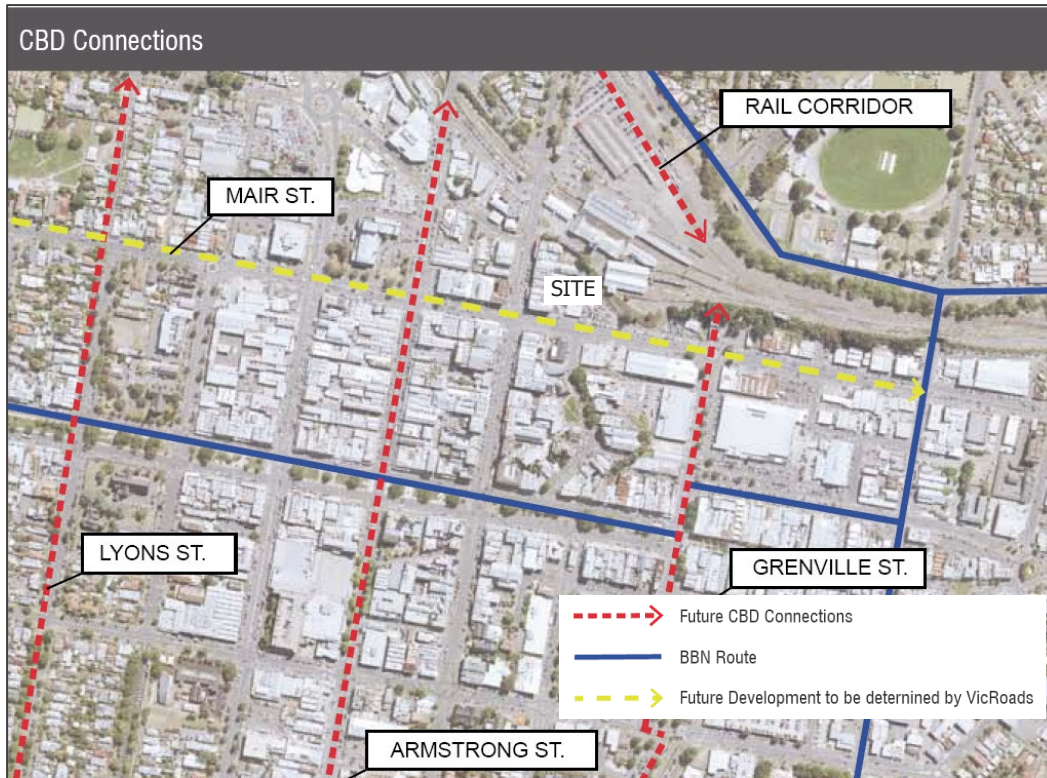 CBD Connections
RAIL CORRIDOR
MAIR ST.
SITE
LYONS ST.
GRENVILLE ST.
Future CBD Connections
BBN Route
Future Development to be deternined by VicRoads
ARMSTRONG ST.